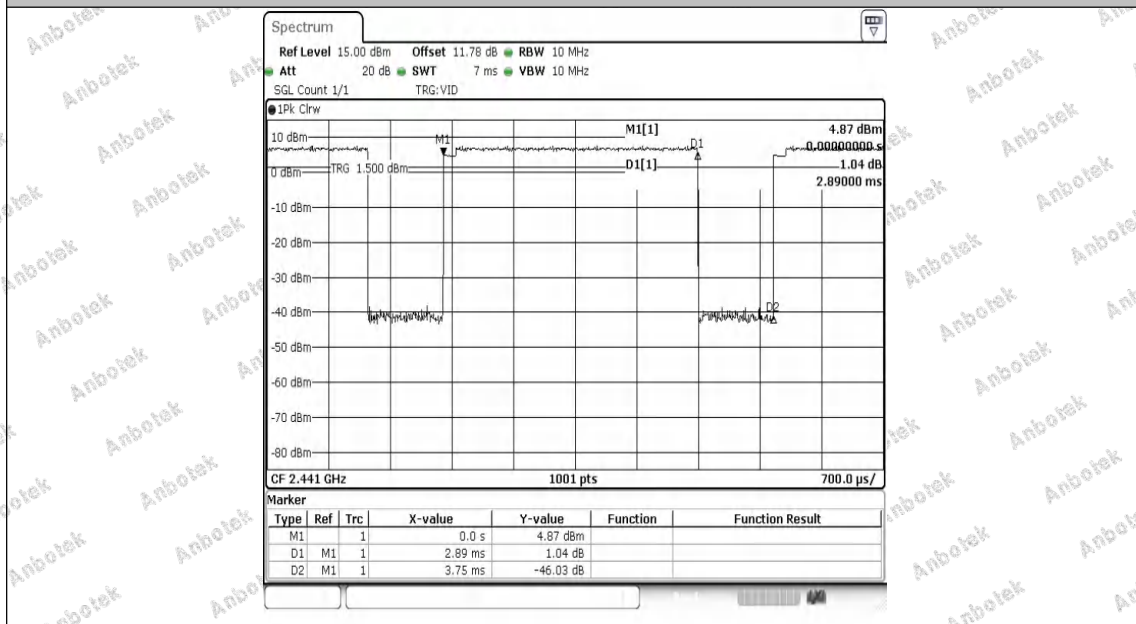 Spectrum
Ref Level 15.00 dBm Offset 11.78 dB RBW 10 MHz
Att 20 dB SWT 7 ms VBW 10 MHz
SGL Count 1/1 TRG:VID
1Pk Clrw
M1[1] 4.87 dBm
0.00000000 s
D1[1] 1.04 dB
2.89000 ms
10 dBm
M1
D1
0 dBm
TRG 1.500 dBm
-10 dBm
-20 dBm
-30 dBm
-40 dBm
D2
-50 dBm
-60 dBm
-70 dBm
-80 dBm
CF 2.441 GHz 1001 pts 700.0 µs/
Marker
Type Ref Trc X-value Y-value Function Function Result
M1 1 0.0 s 4.87 dBm
D1 M1 1 2.89 ms 1.04 dB
D2 M1 1 3.75 ms -46.03 dB
Anbotek